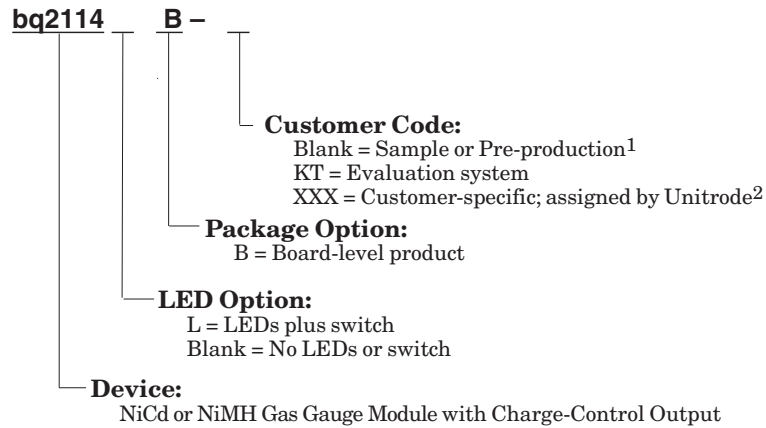 bq2114 _ B – _
Customer Code:
Blank = Sample or Pre-production1
KT = Evaluation system
XXX = Customer-specific; assigned by Unitrode2
Package Option:
B = Board-level product
LED Option:
L = LEDs plus switch
Blank = No LEDs or switch
Device:
NiCd or NiMH Gas Gauge Module with Charge-Control Output